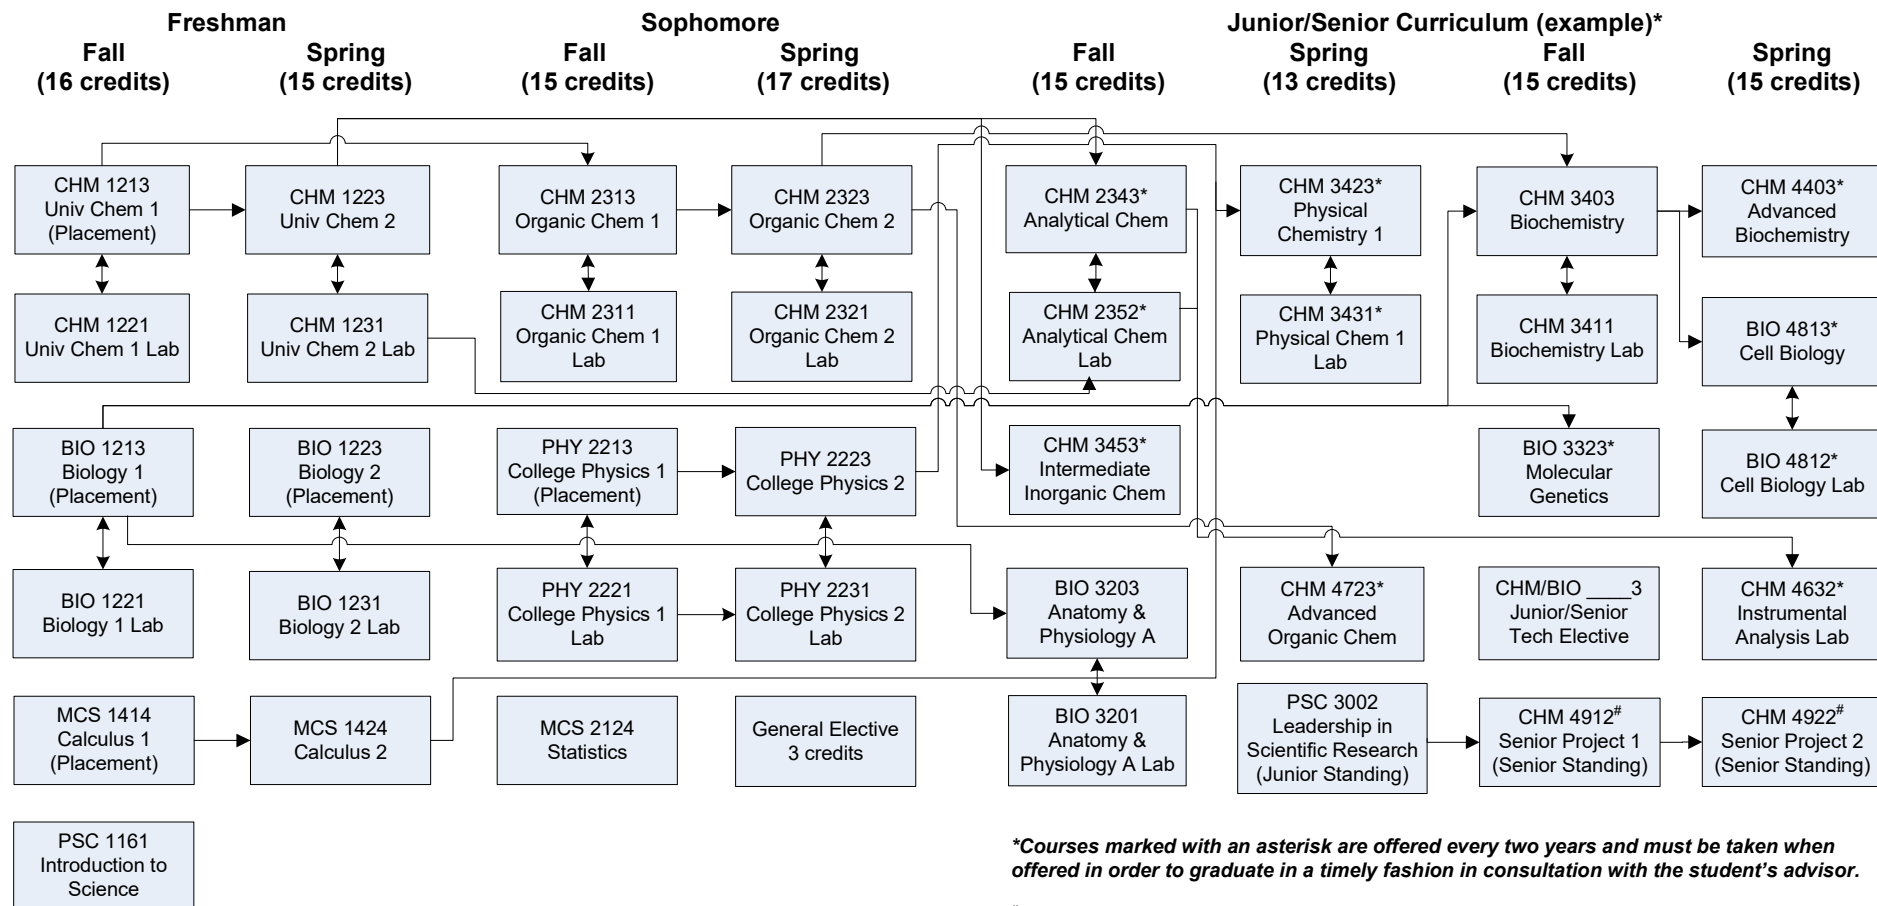 Freshman
Sophomore
Junior/Senior Curriculum (example)*
Fall
(16 credits)
Spring
(15 credits)
Fall
(15 credits)
Spring
(17 credits)
Fall
(15 credits)
Spring
(13 credits)
Fall
(15 credits)
Spring
(15 credits)
CHM 1213
Univ Chem 1
(Placement)
CHM 1223
Univ Chem 2
CHM 2313
Organic Chem 1
CHM 2323
Organic Chem 2
CHM 2343*
Analytical Chem
CHM 3423*
Physical
Chemistry 1
CHM 3403
Biochemistry
CHM 4403*
Advanced
Biochemistry
CHM 1221
Univ Chem 1 Lab
CHM 1231
Univ Chem 2 Lab
CHM 2311
Organic Chem 1
Lab
CHM 2321
Organic Chem 2
Lab
CHM 2352*
Analytical Chem
Lab
CHM 3431*
Physical Chem 1
Lab
CHM 3411
Biochemistry Lab
BIO 4813*
Cell Biology
BIO 1213
Biology 1
(Placement)
BIO 1223
Biology 2
(Placement)
PHY 2213
College Physics 1
(Placement)
PHY 2223
College Physics 2
CHM 3453*
Intermediate
Inorganic Chem
BIO 3323*
Molecular
Genetics
BIO 4812*
Cell Biology Lab
BIO 1221
Biology 1 Lab
BIO 1231
Biology 2 Lab
PHY 2221
College Physics 1
Lab
PHY 2231
College Physics 2
Lab
BIO 3203
Anatomy &
Physiology A
CHM 4723*
Advanced
Organic Chem
CHM/BIO ____3
Junior/Senior
Tech Elective
CHM 4632*
Instrumental
Analysis Lab
MCS 1414
Calculus 1
(Placement)
MCS 1424
Calculus 2
MCS 2124
Statistics
General Elective
3 credits
BIO 3201
Anatomy &
Physiology A Lab
PSC 3002
Leadership in
Scientific Research
(Junior Standing)
CHM 4912#
Senior Project 1
(Senior Standing)
CHM 4922#
Senior Project 2
(Senior Standing)
PSC 1161
Introduction to
Science
*Courses marked with an asterisk are offered every two years and must be taken when
offered in order to graduate in a timely fashion in consultation with the student's advisor.